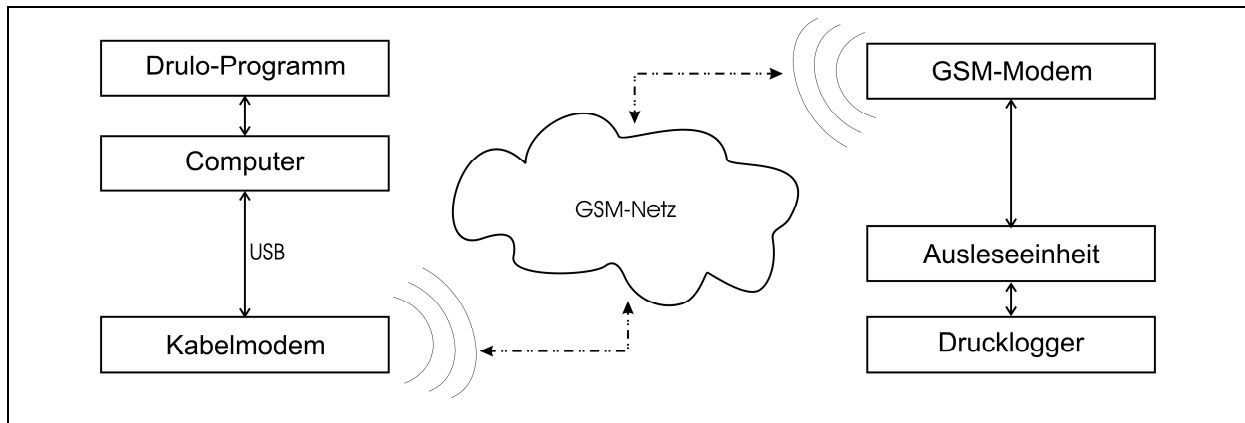 Drulo-Programm
Computer
USB
Kabelmodem
GSM-Netz
GSM-Modem
Ausleseeinheit
Drucklogger